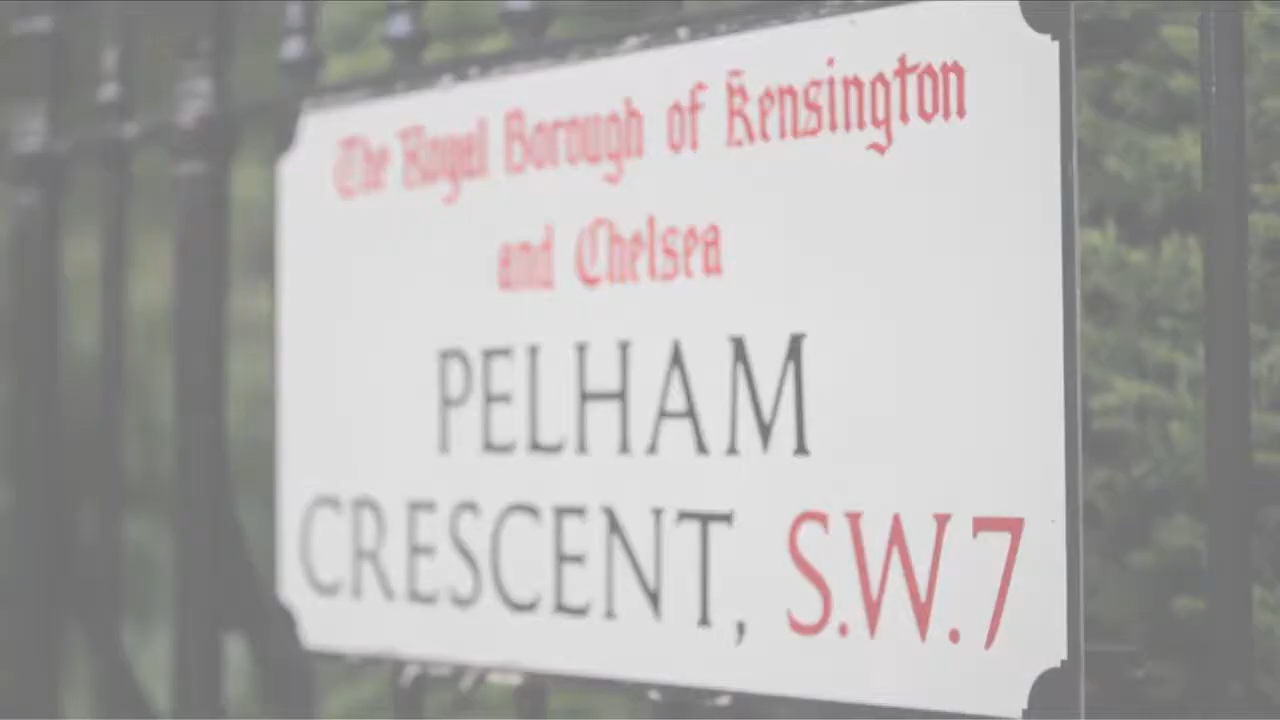 The Royal Borough of Kensington
and Chelsea
PELHAM
CRESCENT, S.W.7